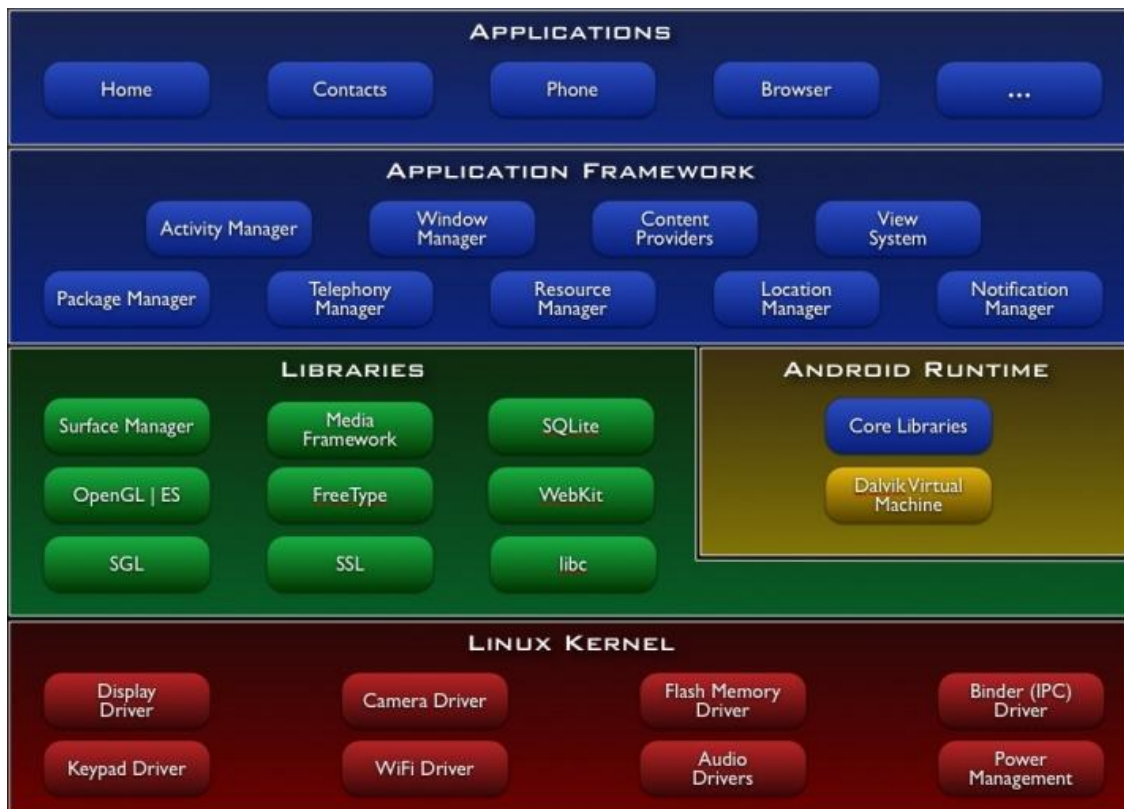 APPLICATIONS
Home
Contacts
Phone
Browser
...
APPLICATION FRAMEWORK
Activity Manager
Window
Manager
Content
Providers
View
System
Package Manager
Telephony
Manager
Resource
Manager
Location
Manager
Notification
Manager
LIBRARIES
Surface Manager
Media
Framework
SQLite
OpenGL | ES
FreeType
WebKit
SGL
SSL
libc
ANDROID RUNTIME
Core Libraries
Dalvik Virtual
Machine
LINUX KERNEL
Display
Driver
Camera Driver
Flash Memory
Driver
Binder (IPC)
Driver
Keypad Driver
WiFi Driver
Audio
Drivers
Power
Management